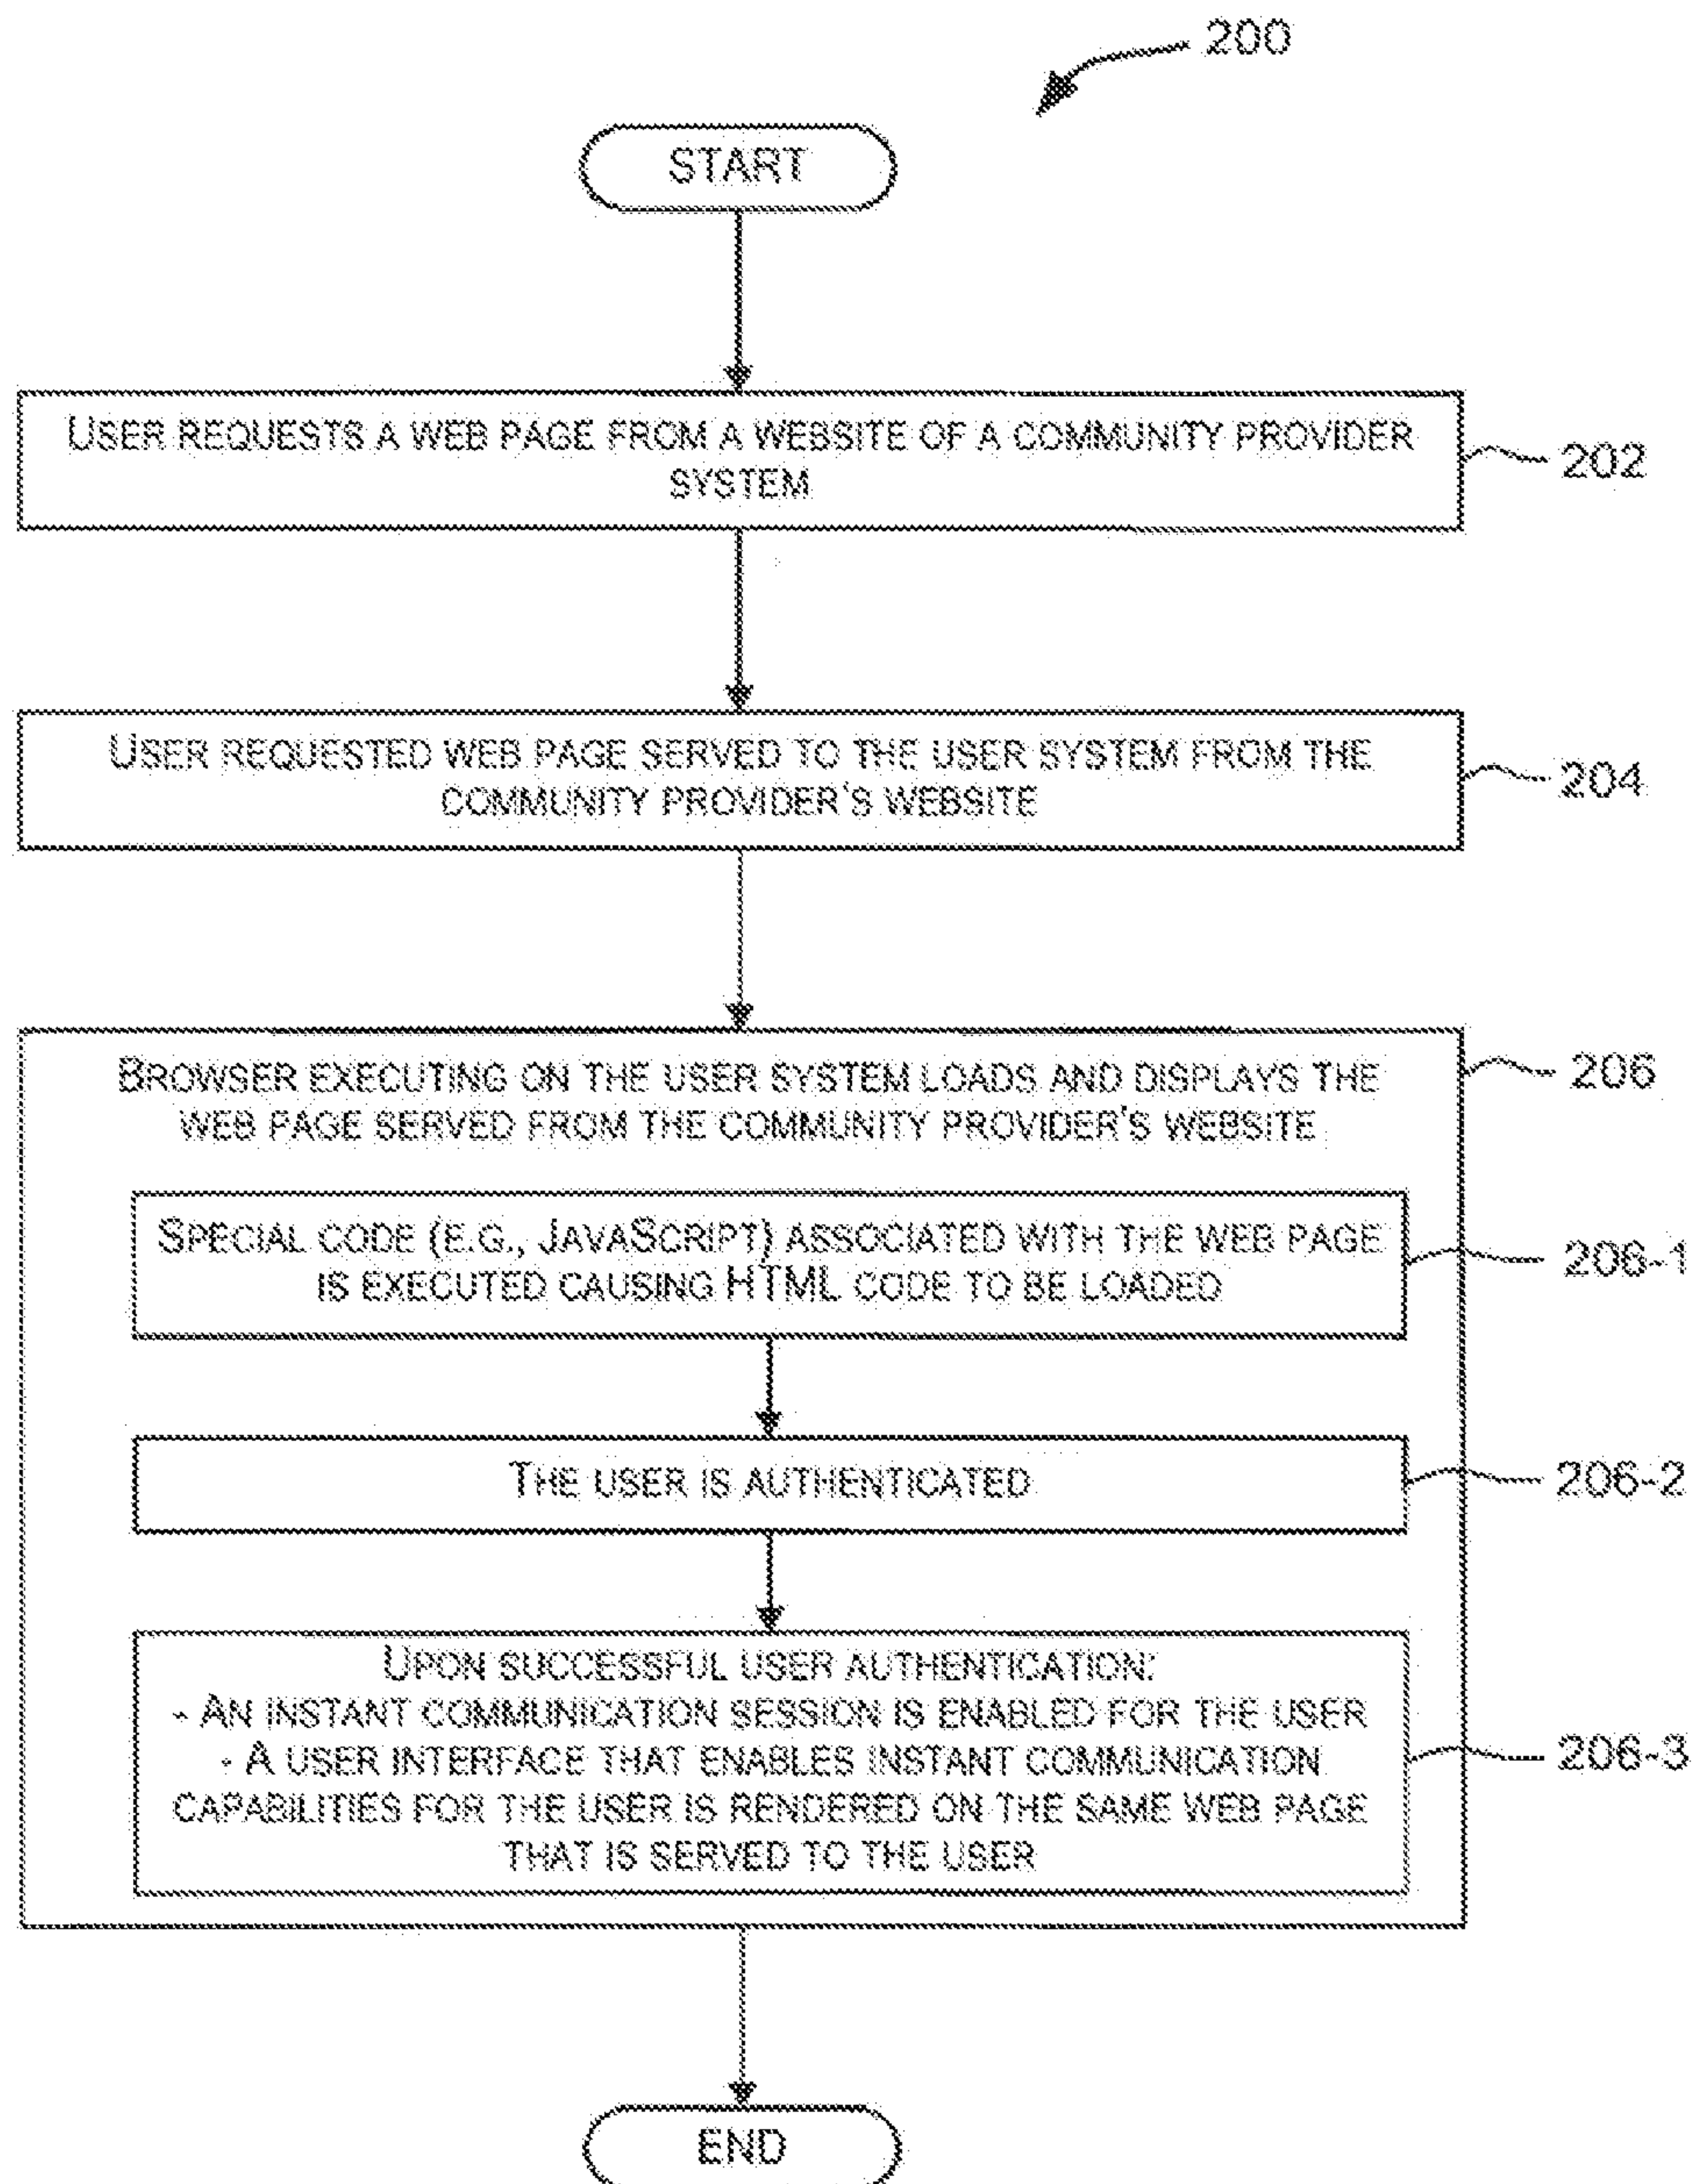 200
START
USER REQUESTS A WEB PAGE FROM A WEBSITE OF A COMMUNITY PROVIDER
SYSTEM
202
USER REQUESTED WEB PAGE SERVED TO THE USER SYSTEM FROM THE
COMMUNITY PROVIDER'S WEBSITE
204
BROWSER EXECUTING ON THE USER SYSTEM LOADS AND DISPLAYS THE
WEB PAGE SERVED FROM THE COMMUNITY PROVIDER'S WEBSITE
206
SPECIAL CODE (E.G., JAVASCRIPT) ASSOCIATED WITH THE WEB PAGE
IS EXECUTED CAUSING HTML CODE TO BE LOADED
206-1
THE USER IS AUTHENTICATED
206-2
UPON SUCCESSFUL USER AUTHENTICATION:
- AN INSTANT COMMUNICATION SESSION IS ENABLED FOR THE USER
- A USER INTERFACE THAT ENABLES INSTANT COMMUNICATION
CAPABILITIES FOR THE USER IS RENDERED ON THE SAME WEB PAGE
THAT IS SERVED TO THE USER
206-3
END